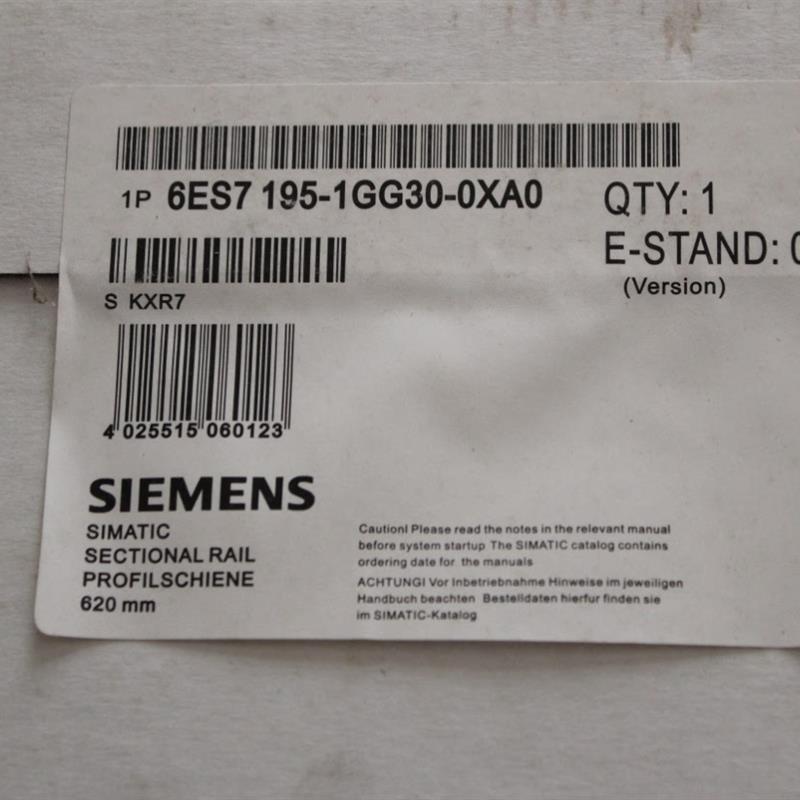 1P 6ES7 195-1GG30-0XA0
QTY: 1
E-STAND:
(Version)
S KXR7
4 025515 060123
SIEMENS
SIMATIC
SECTIONAL RAIL
PROFILSCHIENE
620 mm
Caution! Please read the notes in the relevant manual
before system startup The SIMATIC catalog contains
ordering date for the manuals
ACHTUNG! Vor Inbetriebnahme Hinweise im jeweiligen
Handbuch beachten Bestelldaten hierfur finden sie
im SIMATIC-Katalog